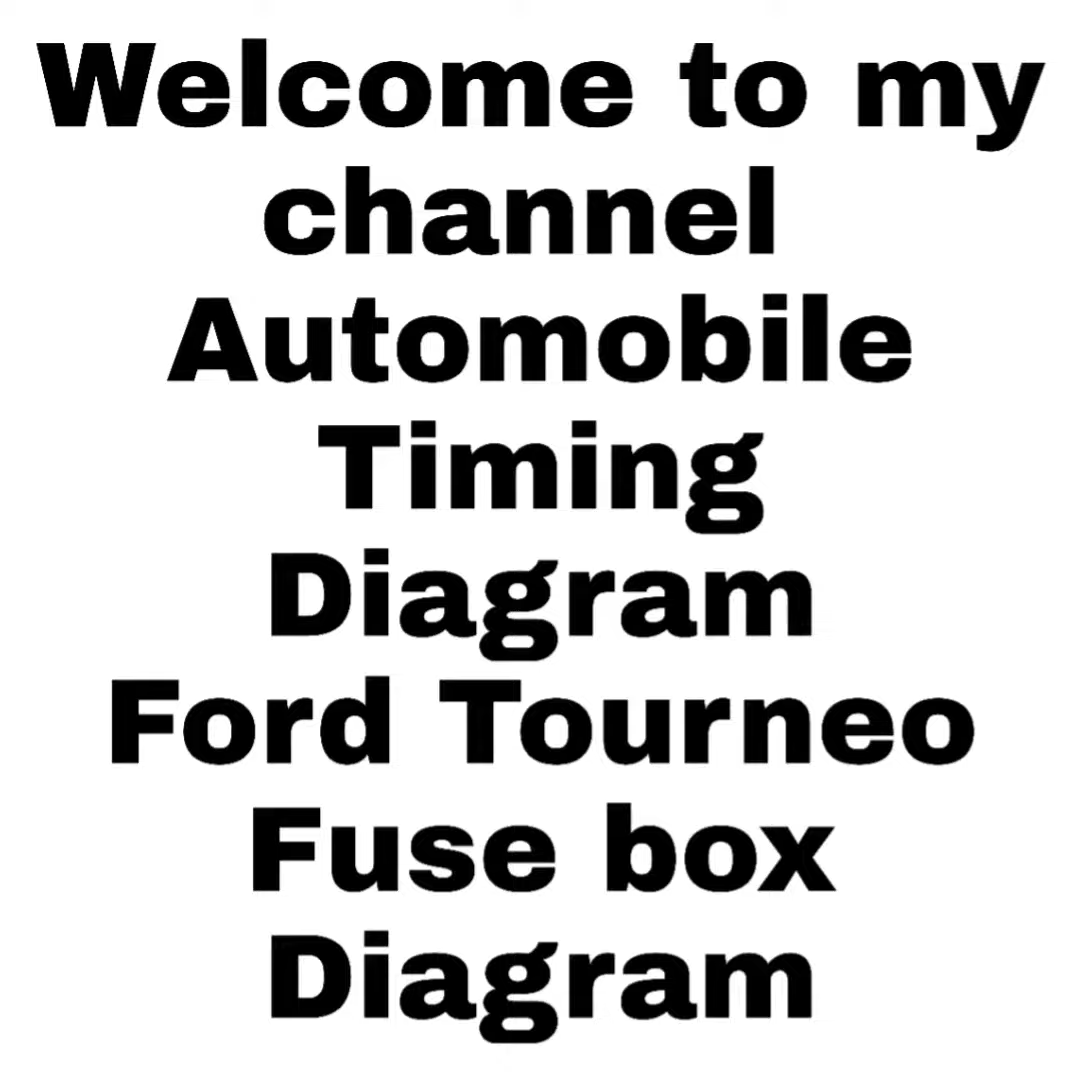 Welcome to my
channel
Automobile
Timing
Diagram
Ford Tourneo
Fuse box
Diagram